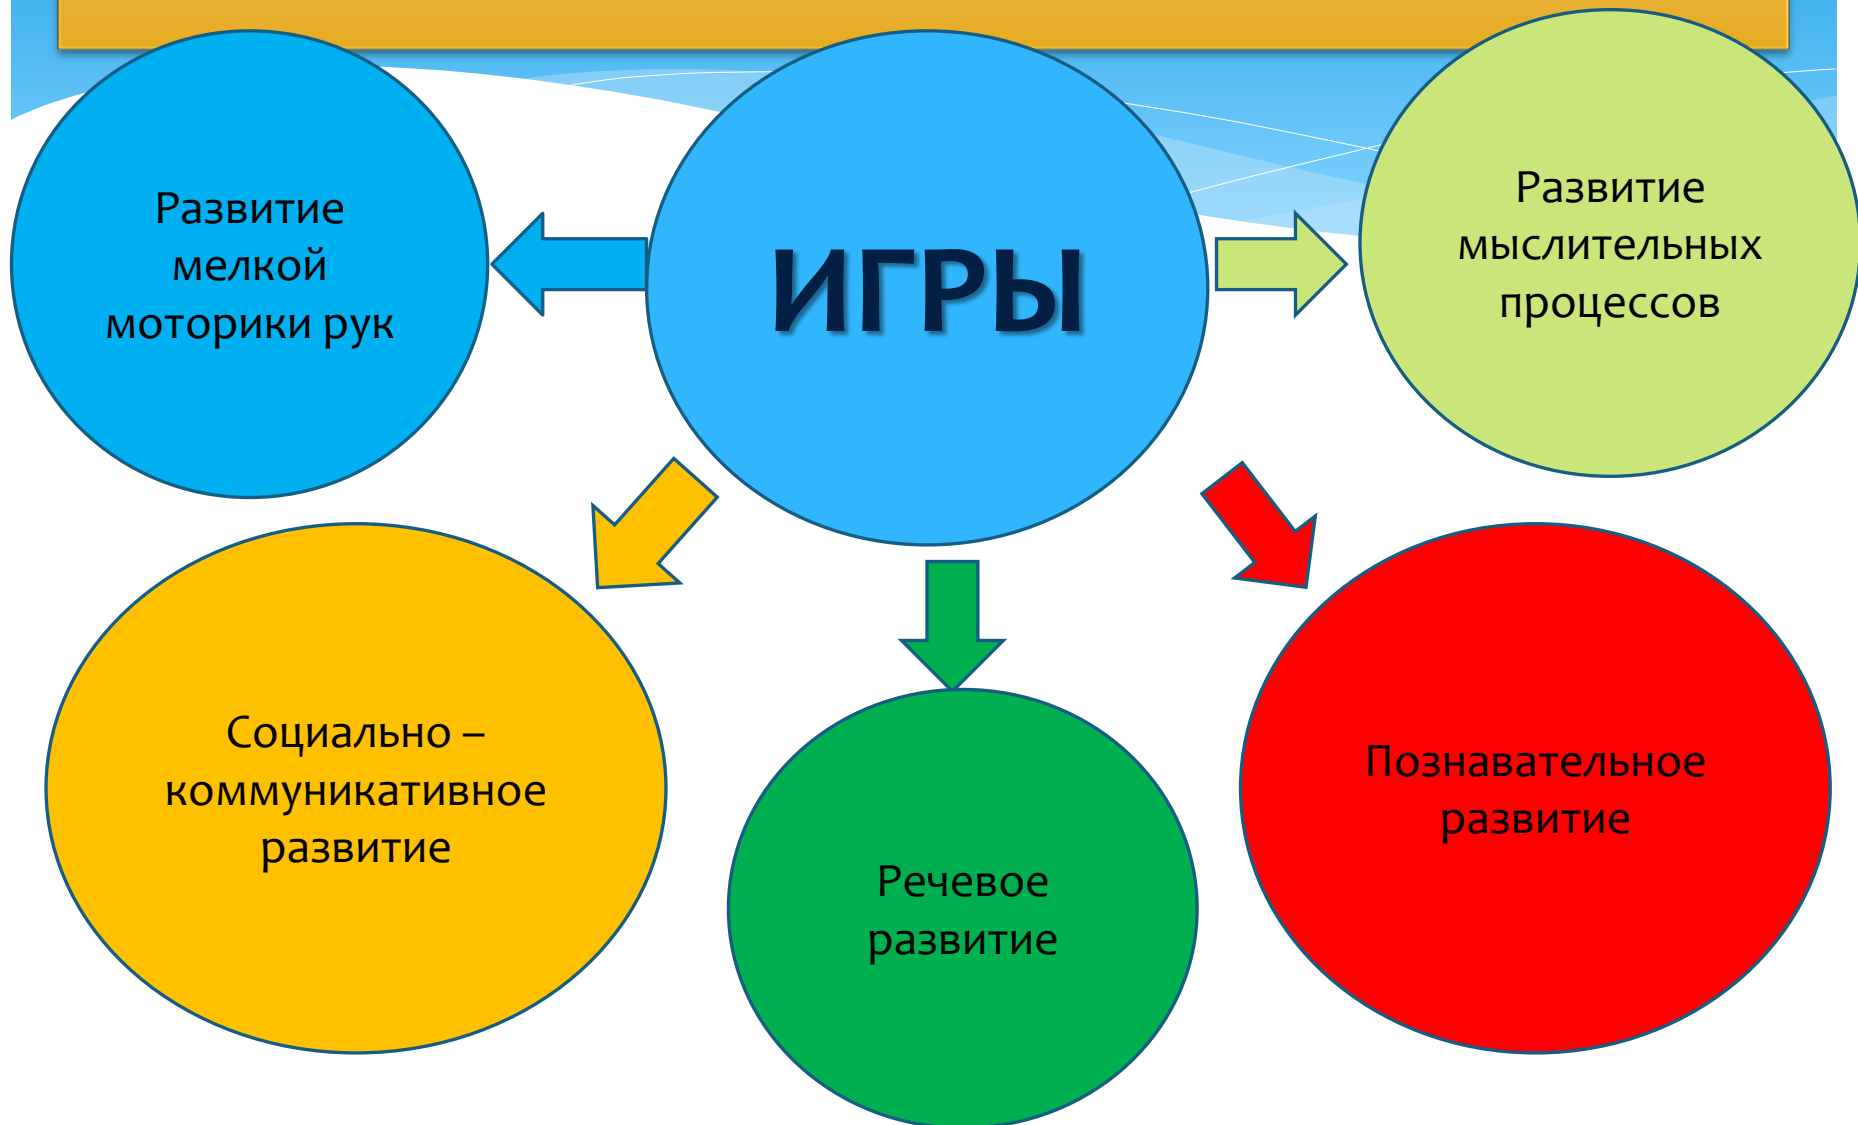 Развитие
мелкой
моторики рук
ИГРЫ
Развитие
мыслительных
процессов
Социально –
коммуникативное
развитие
Речевое
развитие
Познавательное
развитие